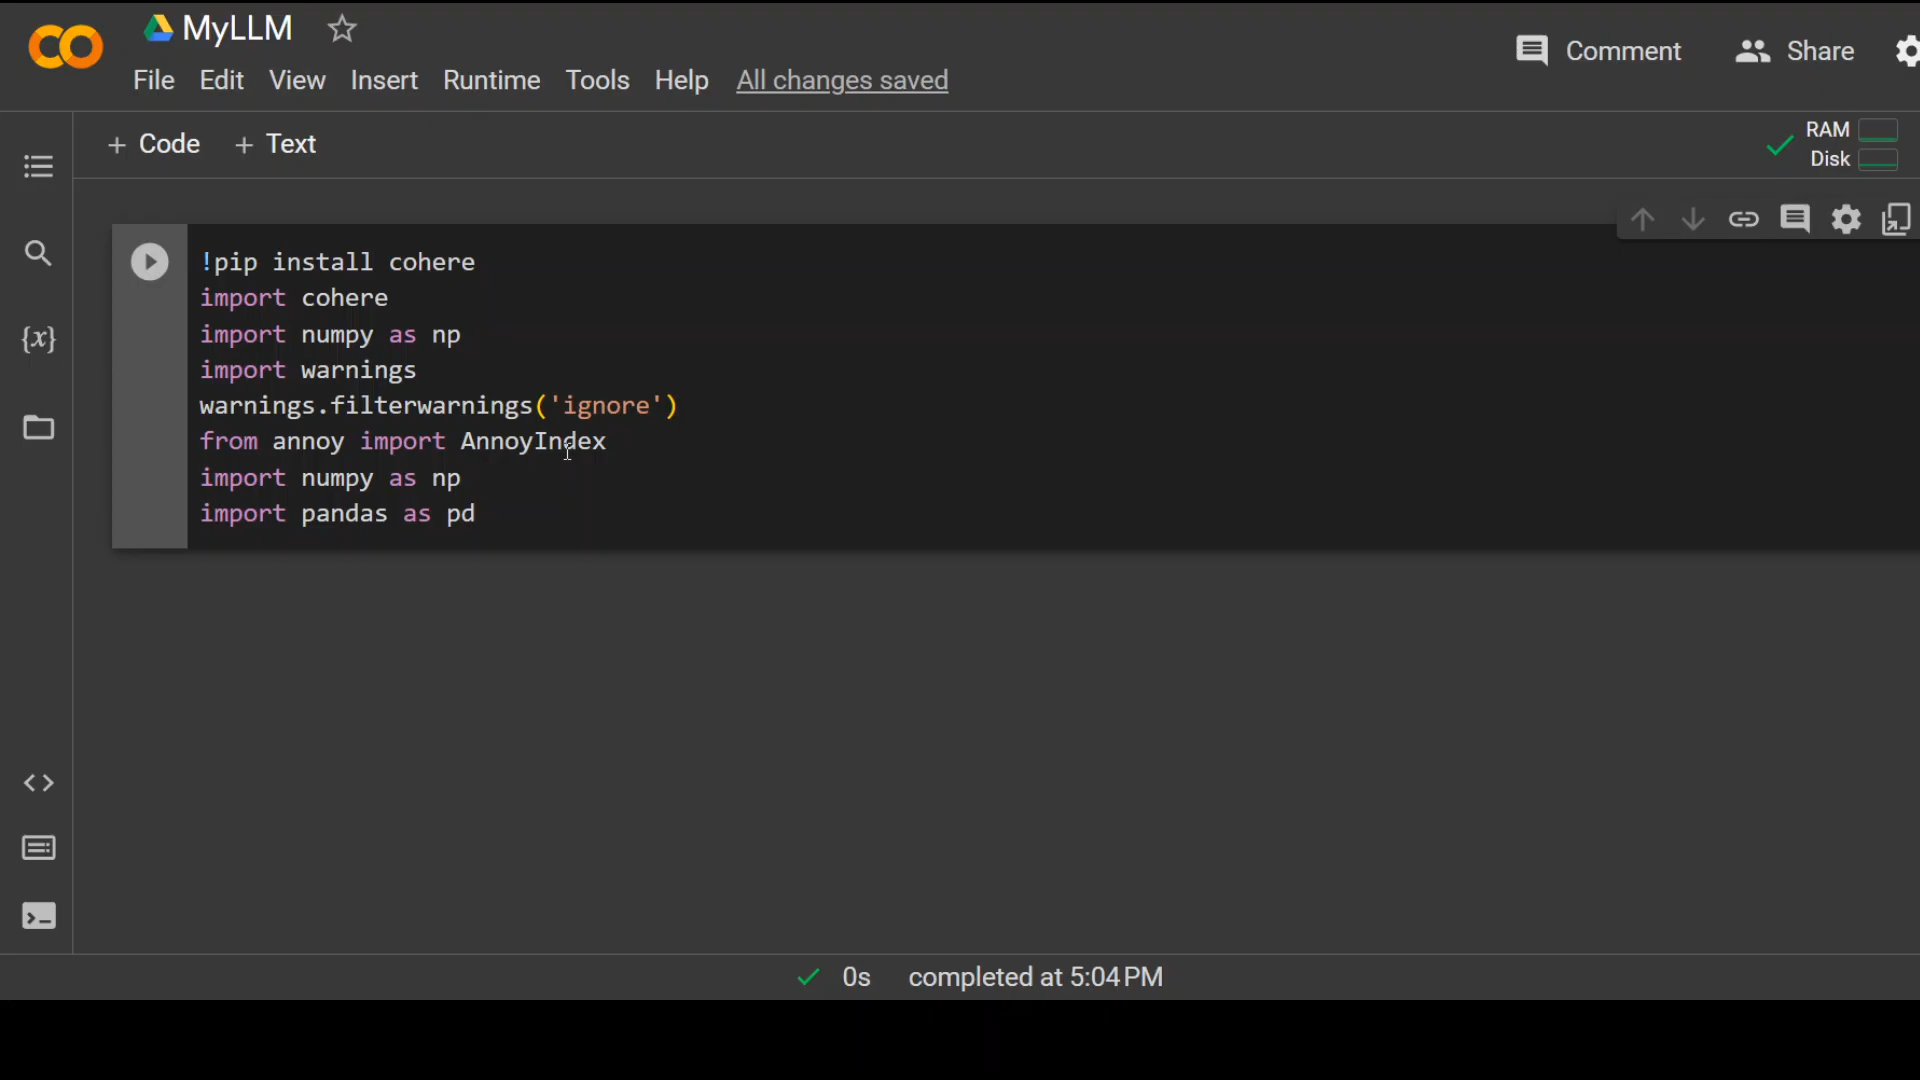 MyLLM
Comment
Share
File Edit View Insert Runtime Tools Help All changes saved
+ Code + Text
RAM
Disk
{x}
!pip install cohere
import cohere
import numpy as np
import warnings
warnings.filterwarnings('ignore')
from annoy import AnnoyIndex
import numpy as np
import pandas as pd
0s completed at 5:04 PM